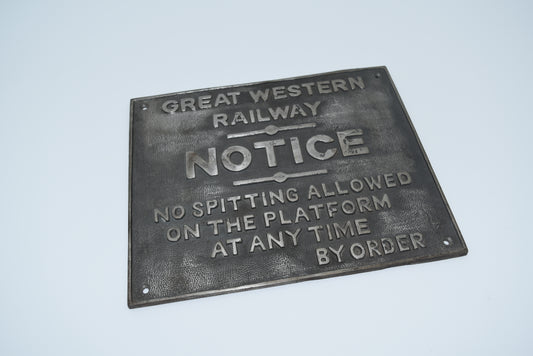 GREAT WESTERN
RAILWAY
NOTICE
NO SPITTING ALLOWED
ON THE PLATFORM
AT ANY TIME
BY ORDER